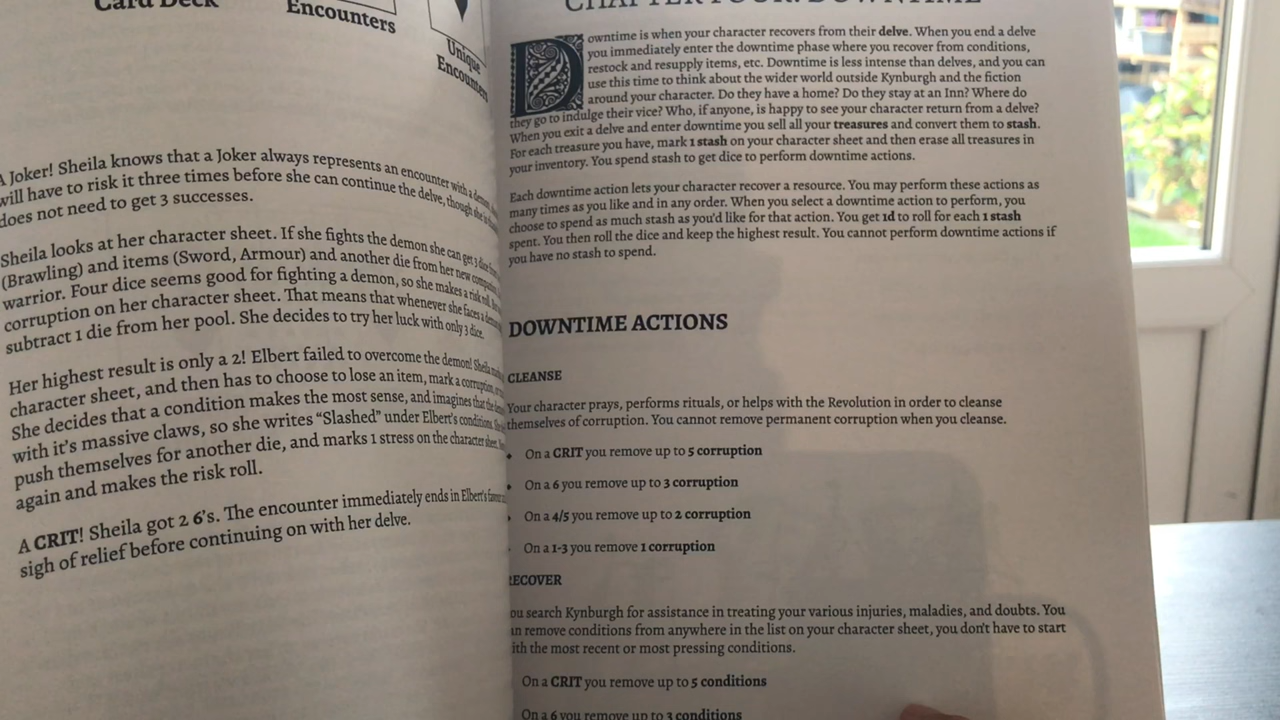 Card Deck
Encounters
Unique
Encounters
A Joker! Sheila knows that a Joker always represents an encounter with a demon
will have to risk it three times before she can continue the delve, though she
does not need to get 3 successes.
Sheila looks at her character sheet. If she fights the demon she can get 3 dice from
(Brawling) and items (Sword, Armour) and another die from her new
warrior. Four dice seems good for fighting a demon, so she makes a risk roll.
corruption on her character sheet. That means that whenever she faces a
subtract 1 die from her pool. She decides to try her luck with only 3 dice.
Her highest result is only a 2! Elbert failed to overcome the demon! Sheila
character sheet, and then has to choose to lose an item, mark a corruption,
She decides that a condition makes the most sense, and imagines that the
with it's massive claws, so she writes “Slashed” under Elbert's conditions.
push themselves for another die, and marks 1 stress on the character sheet.
again and makes the risk roll.
A CRIT! Sheila got 2 6's. The encounter immediately ends in Elbert's
sigh of relief before continuing on with her delve.
CHAPTER FOUR: DOWNTIME
Downtime is when your character recovers from their delve. When you end a delve
you immediately enter the downtime phase where you recover from conditions,
restock and resupply items, etc. Downtime is less intense than delves, and you can
use this time to think about the wider world outside Kynburgh and the fiction
around your character. Do they have a home? Do they stay at an Inn? Where do
they go to indulge their vice? Who, if anyone, is happy to see your character return from a delve?
When you exit a delve and enter downtime you sell all your treasures and convert them to stash.
For each treasure you have, mark 1 stash on your character sheet and then erase all treasures in
your inventory. You spend stash to get dice to perform downtime actions.
Each downtime action lets your character recover a resource. You may perform these actions as
many times as you like and in any order. When you select a downtime action to perform, you
choose to spend as much stash as you'd like for that action. You get 1d to roll for each 1 stash
spent. You then roll the dice and keep the highest result. You cannot perform downtime actions if
you have no stash to spend.
DOWNTIME ACTIONS
CLEANSE
Your character prays, performs rituals, or helps with the Revolution in order to cleanse
themselves of corruption. You cannot remove permanent corruption when you cleanse.
On a CRIT you remove up to 5 corruption
On a 6 you remove up to 3 corruption
On a 4/5 you remove up to 2 corruption
On a 1-3 you remove 1 corruption
RECOVER
ou search Kynburgh for assistance in treating your various injuries, maladies, and doubts. You
an remove conditions from anywhere in the list on your character sheet, you don't have to start
ith the most recent or most pressing conditions.
On a CRIT you remove up to 5 conditions
On a 6 you remove up to 3 conditions